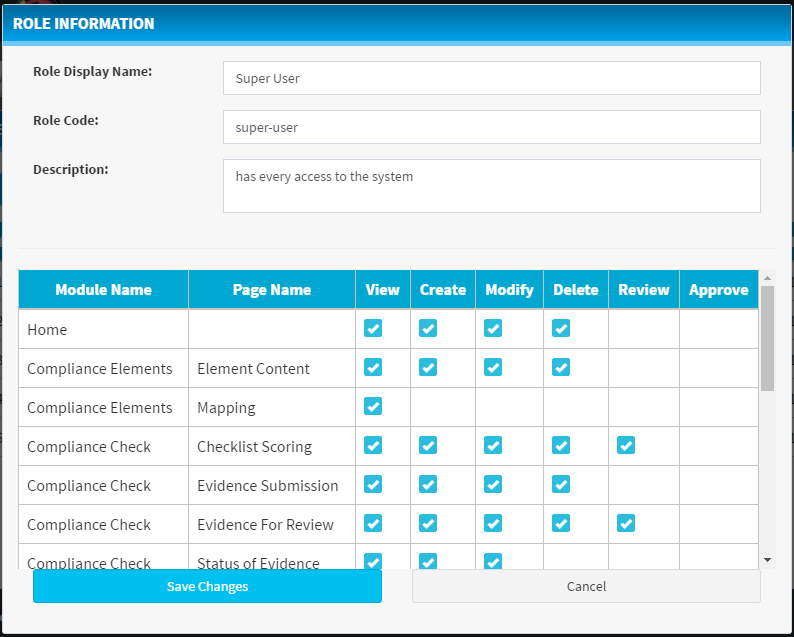 ROLE INFORMATION
Role Display Name:
Super User
Role Code:
super-user
Description:
has every access to the system
Module Name Page Name View Create Modify Delete Review Approve
Home
Compliance Elements Element Content
Compliance Elements Mapping
Compliance Check Checklist Scoring
Compliance Check Evidence Submission
Compliance Check Evidence For Review
Compliance Check Status of Evidence
Save Changes Cancel